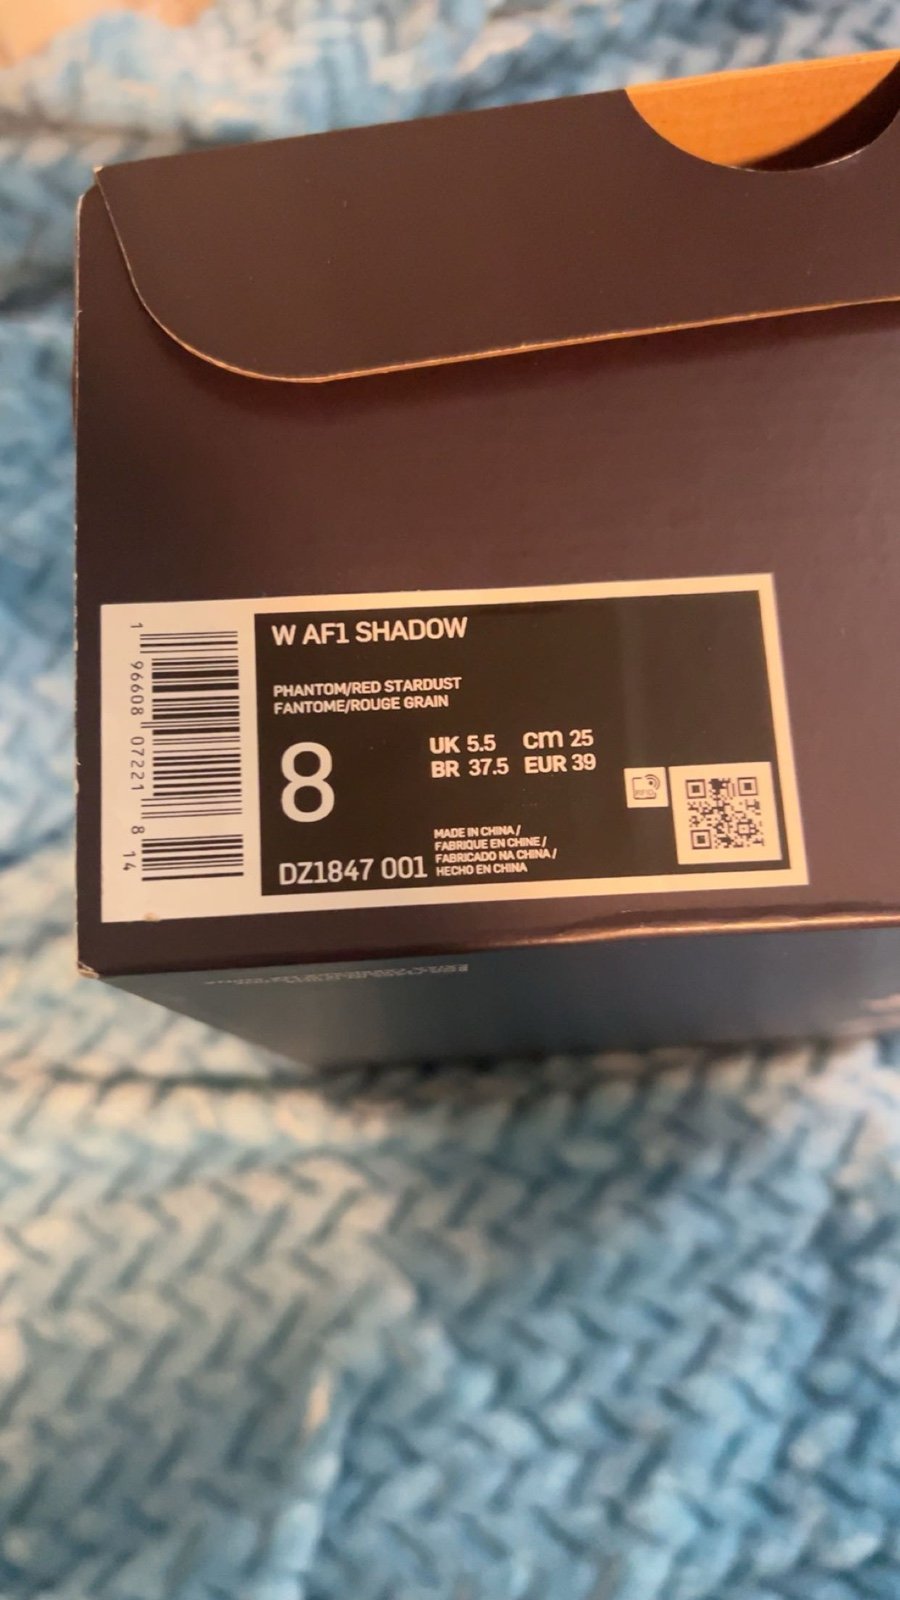 W AF1 SHADOW
PHANTOM/RED STARDUST
FANTOME/ROUGE GRAIN
8
UK 5.5 cm 25
BR 37.5 EUR 39
RFID
DZ1847 001
MADE IN CHINA /
FABRIQUE EN CHINE /
FABRICADO NA CHINA /
HECHO EN CHINA
1 96608 07221 8 14